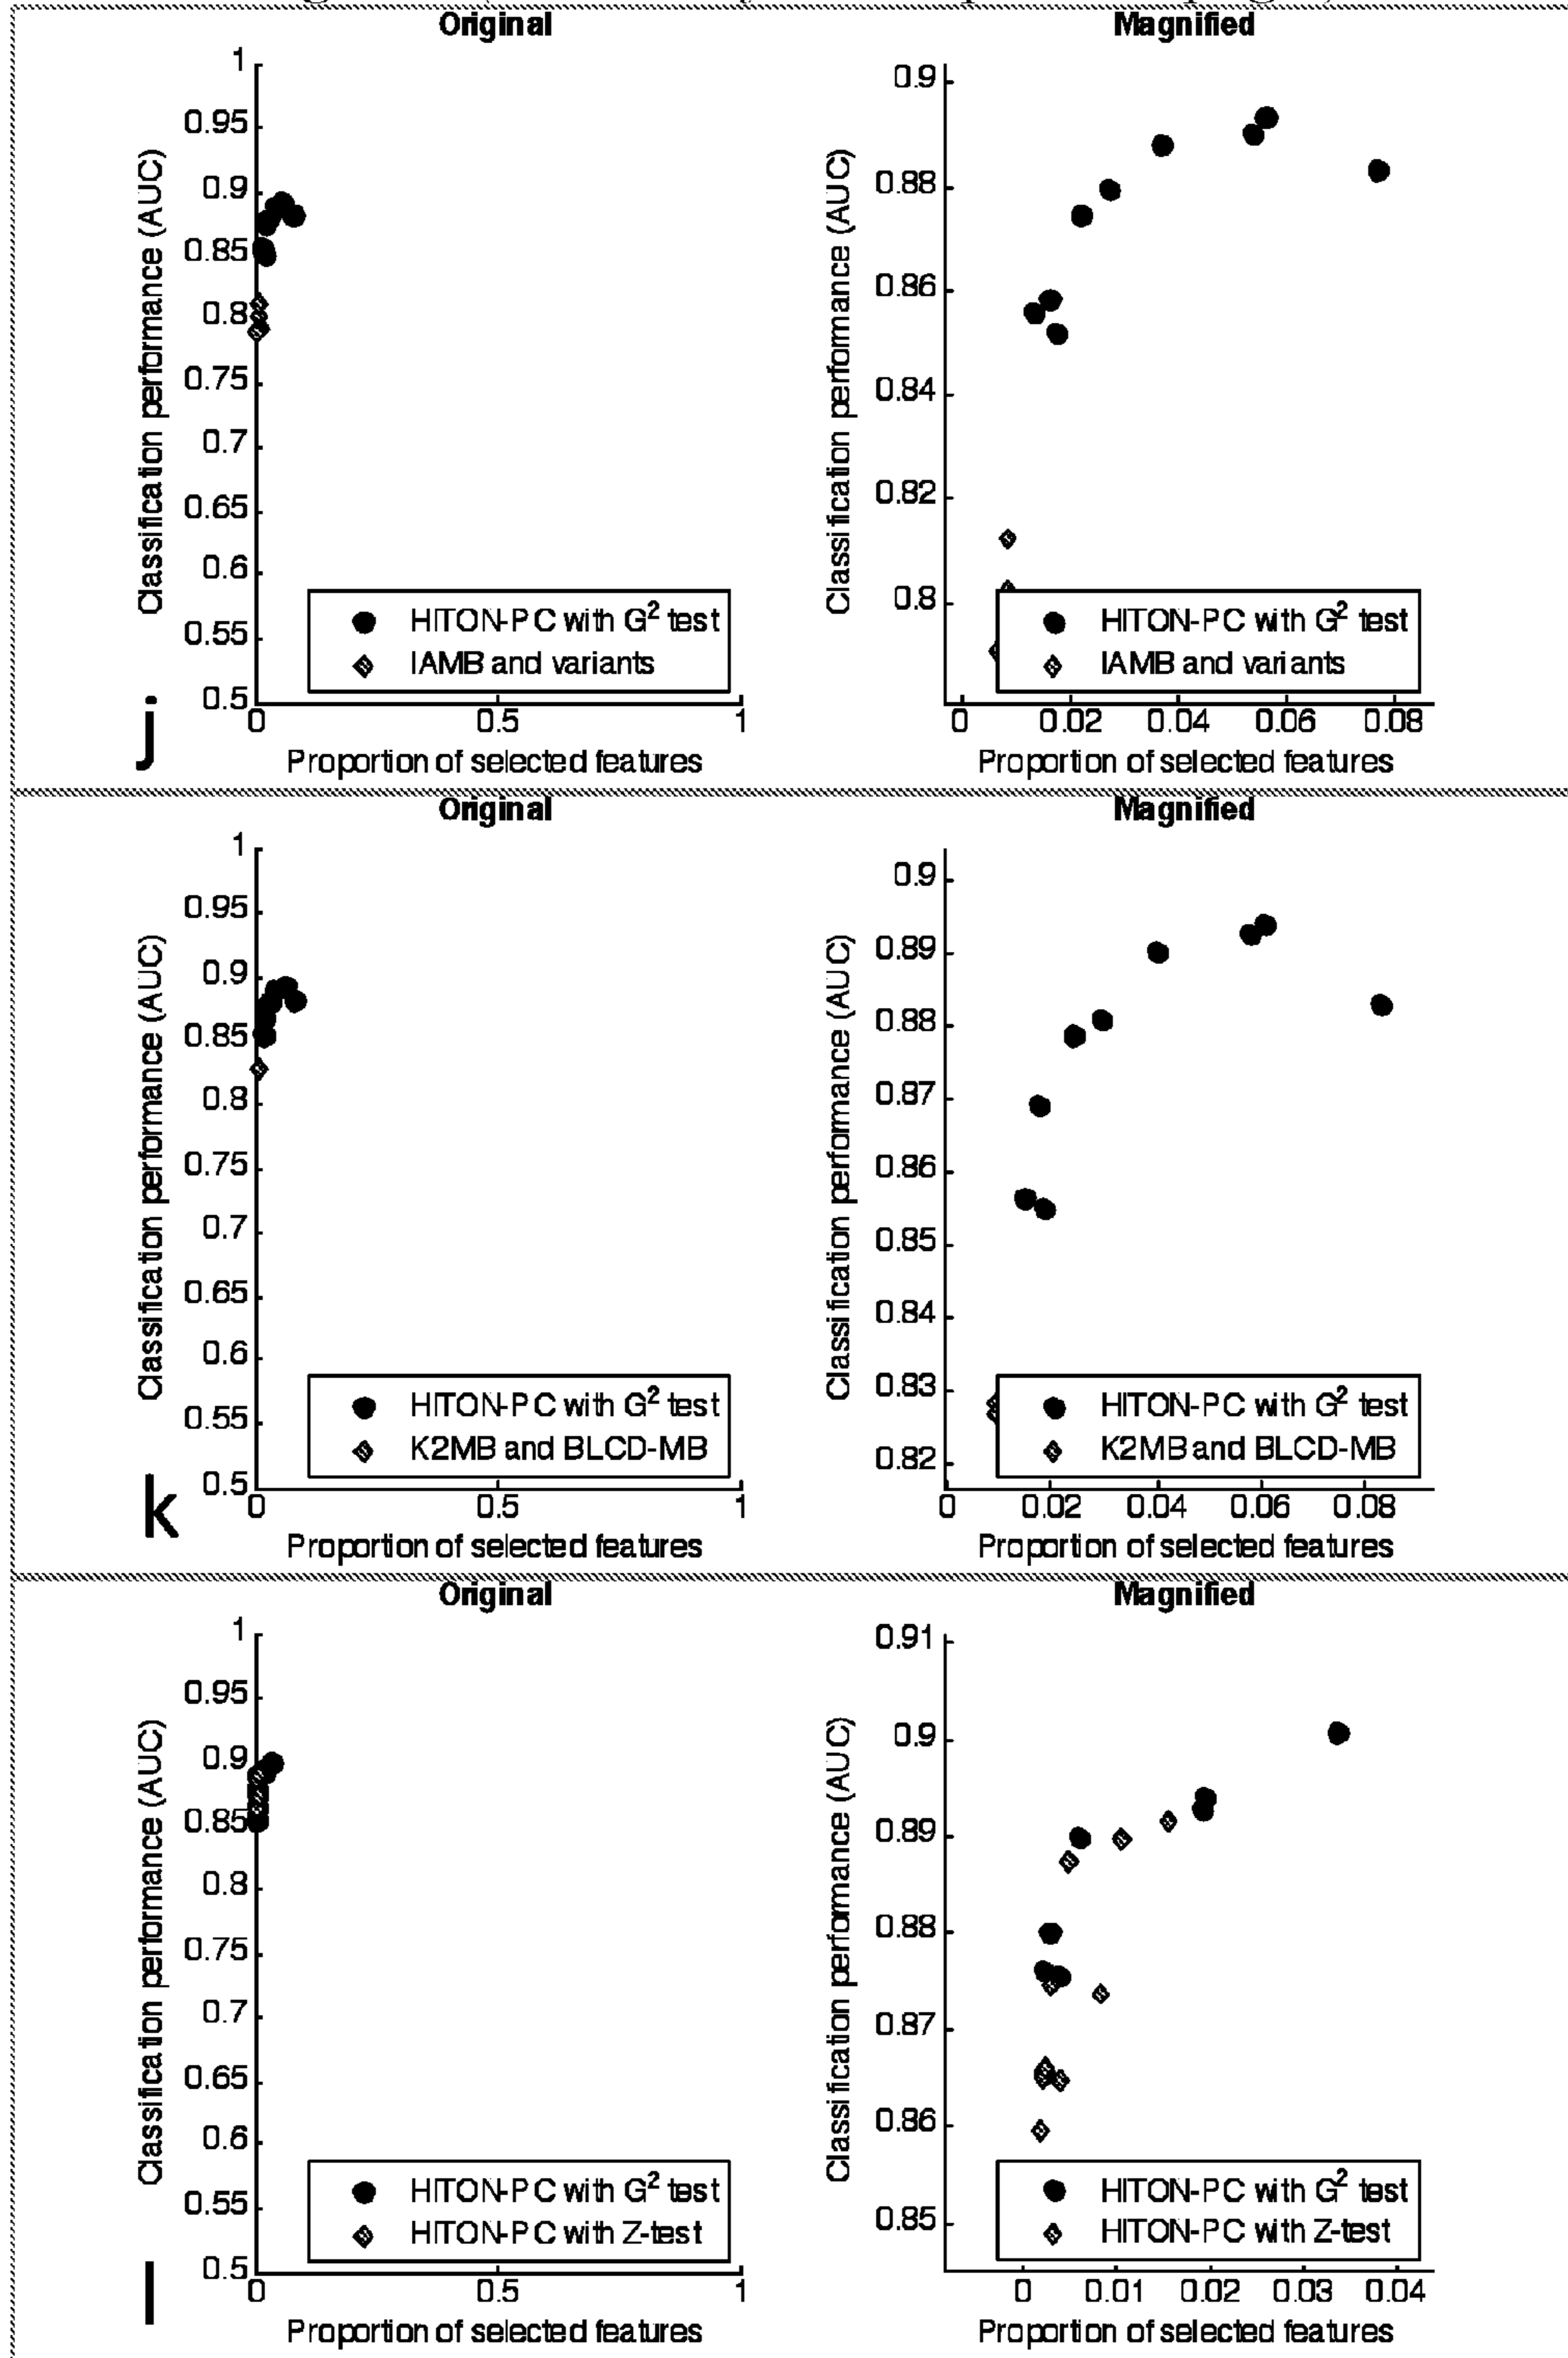 Original
Magnified
Classification performance (AUC)
1
0.95
0.9
0.85
0.8
0.75
0.7
0.65
0.6
0.55
0.5
HITON-PC with G² test
IAMB and variants
0 0.5 1
Proportion of selected features
j
Classification performance (AUC)
0.9
0.88
0.86
0.84
0.82
0.8
HITON-PC with G² test
IAMB and variants
0 0.02 0.04 0.06 0.08
Proportion of selected features
Original
Magnified
Classification performance (AUC)
1
0.95
0.9
0.85
0.8
0.75
0.7
0.65
0.6
0.55
0.5
HITON-PC with G² test
K2MB and BLCD-MB
0 0.5 1
Proportion of selected features
k
Classification performance (AUC)
0.9
0.89
0.88
0.87
0.86
0.85
0.84
0.83
0.82
HITON-PC with G² test
K2MB and BLCD-MB
0 0.02 0.04 0.06 0.08
Proportion of selected features
Original
Magnified
Classification performance (AUC)
1
0.95
0.9
0.85
0.8
0.75
0.7
0.65
0.6
0.55
0.5
HITON-PC with G² test
HITON-PC with Z-test
0 0.5 1
Proportion of selected features
l
Classification performance (AUC)
0.91
0.9
0.89
0.88
0.87
0.86
0.85
HITON-PC with G² test
HITON-PC with Z-test
0 0.01 0.02 0.03 0.04
Proportion of selected features